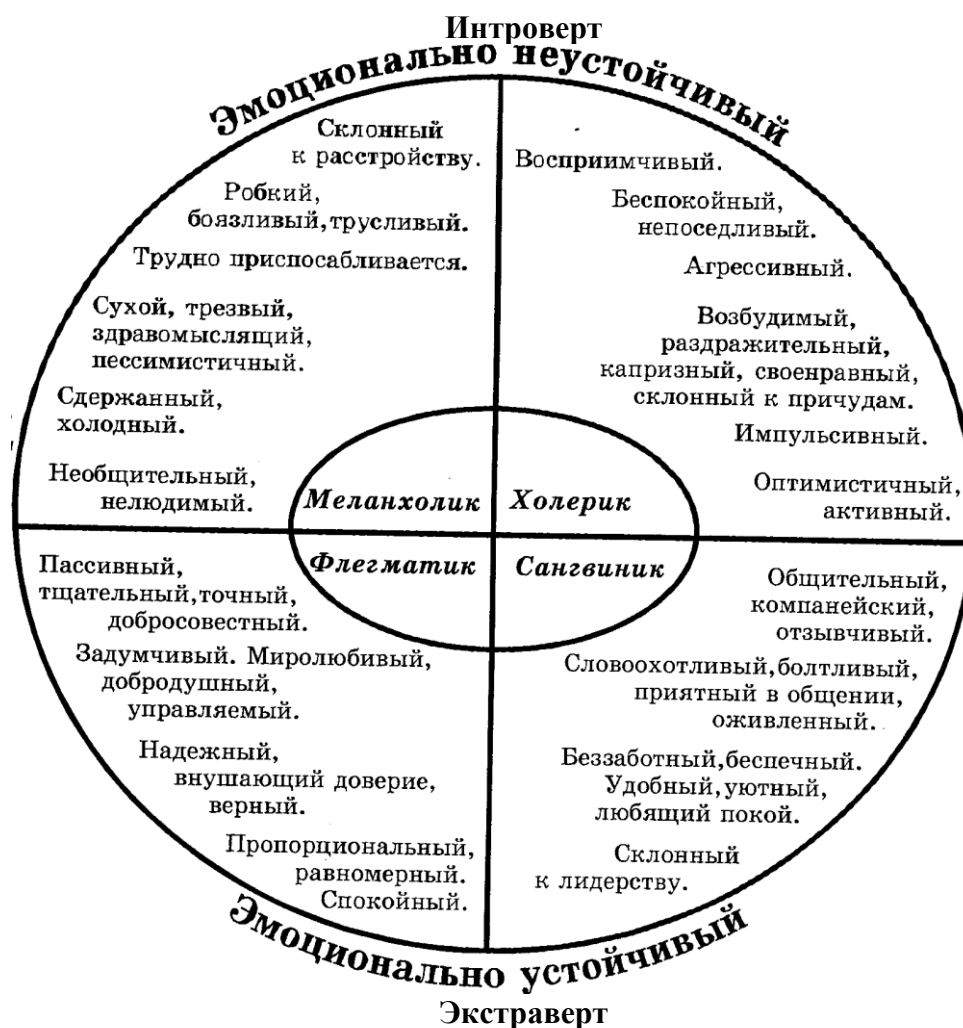 Интроверт
Эмоционально неустойчивый
Склонный
к расстройству.
Робкий,
боязливый,трусливый.
Трудно приспосабливается.
Сухой, трезвый,
здравомыслящий,
пессимистичный.
Сдержанный,
холодный.
Необщительный,
нелюдимый.
Восприимчивый.
Беспокойный,
непоседливый.
Агрессивный.
Возбудимый,
раздражительный,
капризный, своенравный,
склонный к причудам.
Импульсивный.
Оптимистичный,
активный.
Меланхолик
Холерик
Флегматик
Сангвиник
Пассивный,
тщательный,точный,
добросовестный.
Задумчивый. Миролюбивый,
добродушный,
управляемый.
Надежный,
внушающий доверие,
верный.
Пропорциональный,
равномерный.
Спокойный.
Общительный,
компанейский,
отзывчивый.
Словоохотливый,болтливый,
приятный в общении,
оживленный.
Беззаботный,беспечный.
Удобный,уютный,
любящий покой.
Склонный
к лидерству.
Эмоционально устойчивый
Экстраверт